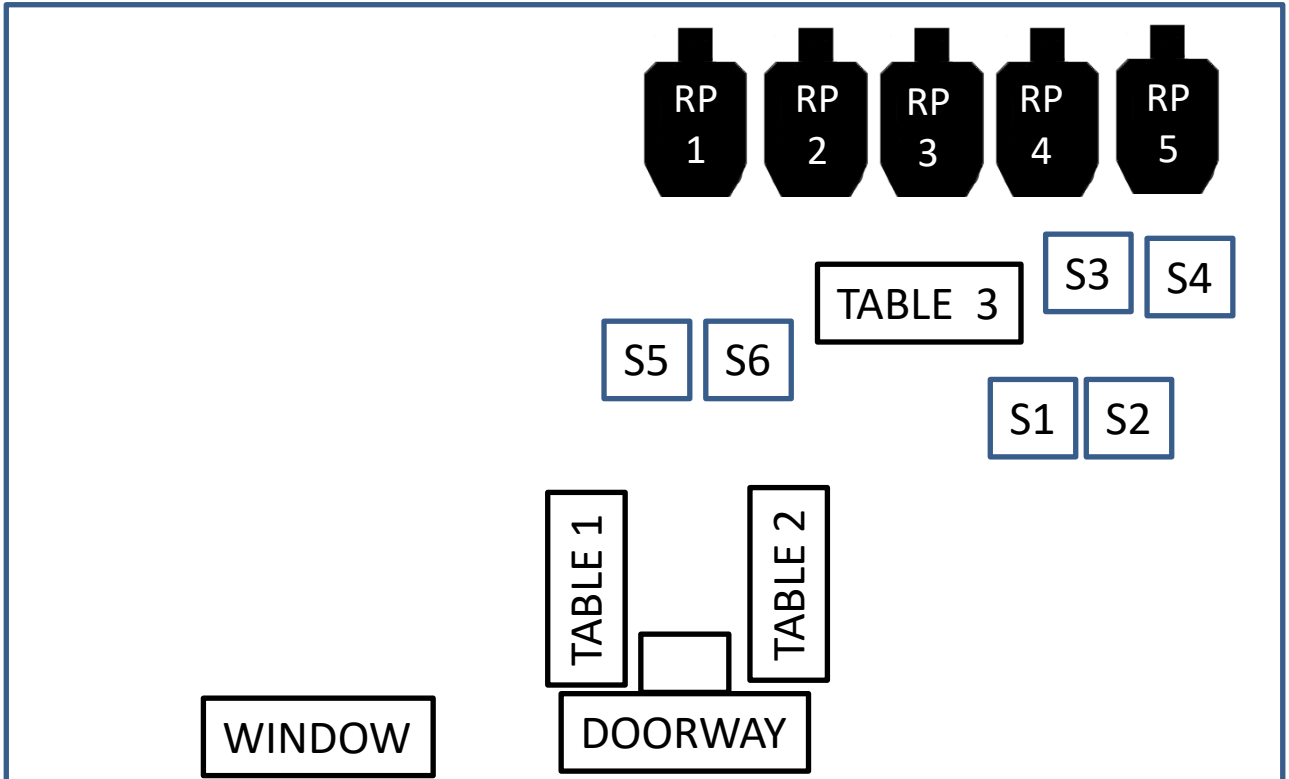 RP
1
RP
2
RP
3
RP
4
RP
5
S3
S4
TABLE 3
S5
S6
S1
S2
TABLE 1
TABLE 2
WINDOW
DOORWAY